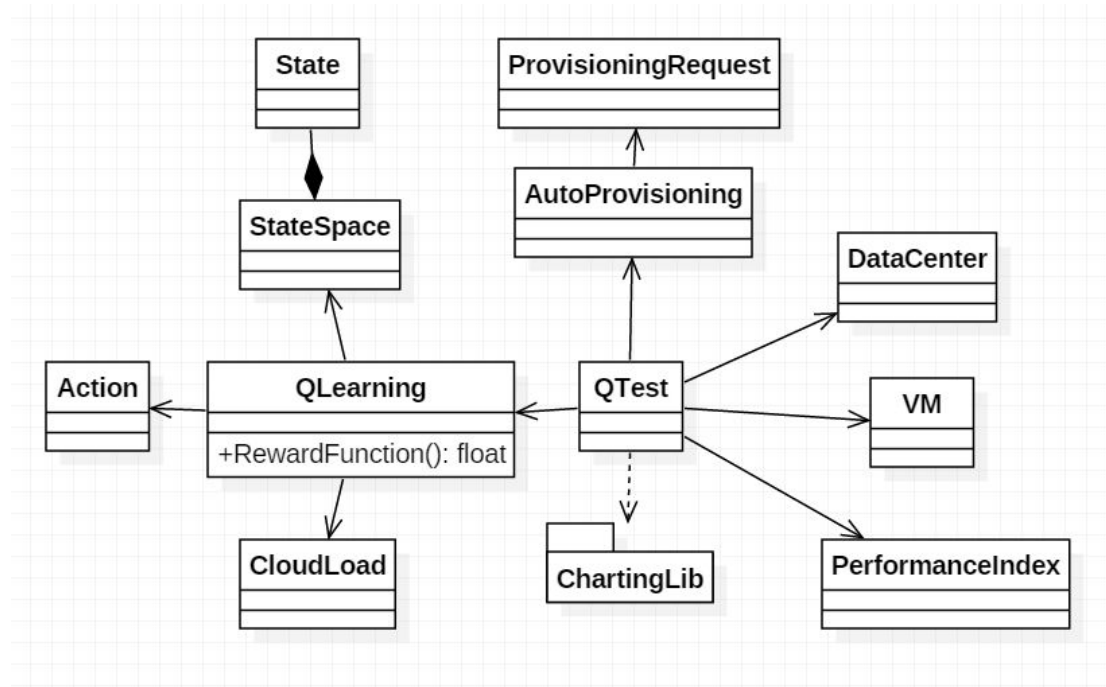 State
ProvisioningRequest
AutoProvisioning
StateSpace
DataCenter
Action
QLearning
+RewardFunction(): float
QTest
VM
CloudLoad
ChartingLib
PerformanceIndex